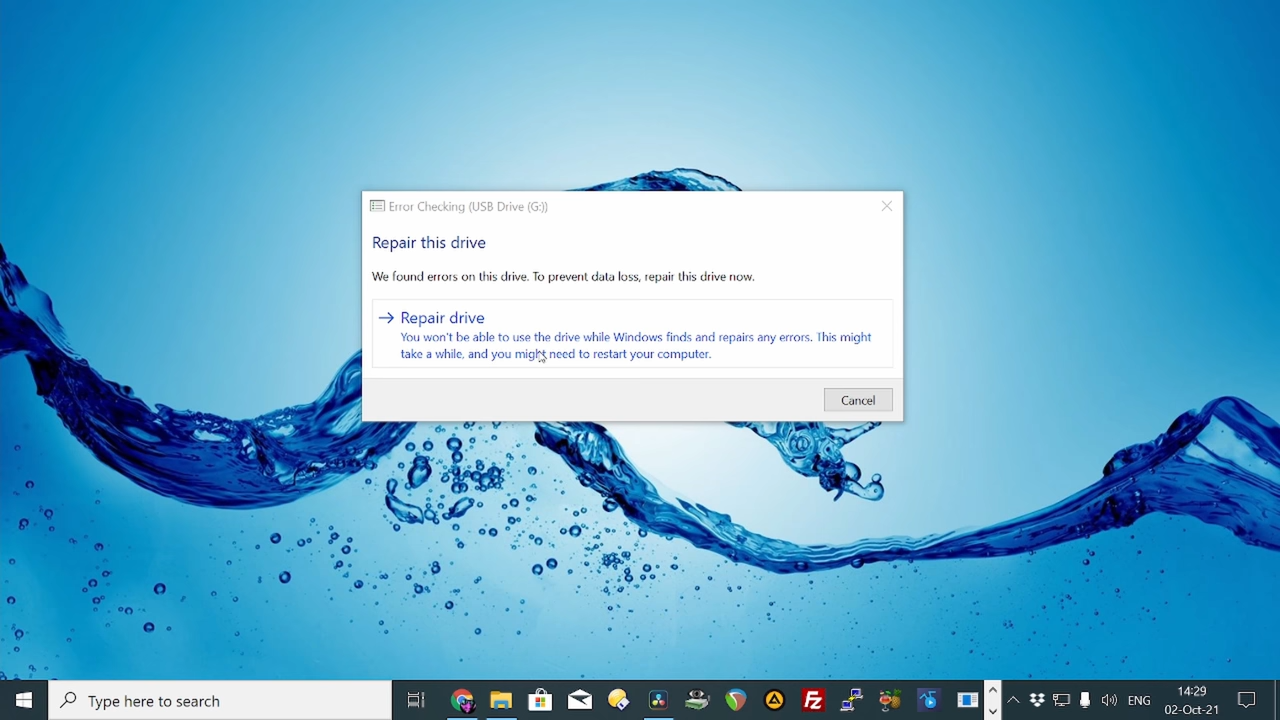 Error Checking (USB Drive (G:))
Repair this drive
We found errors on this drive. To prevent data loss, repair this drive now.
Repair drive
You won't be able to use the drive while Windows finds and repairs any errors. This might
take a while, and you might need to restart your computer.
Cancel
Type here to search
Fz
ENG
14:29
02-Oct-21